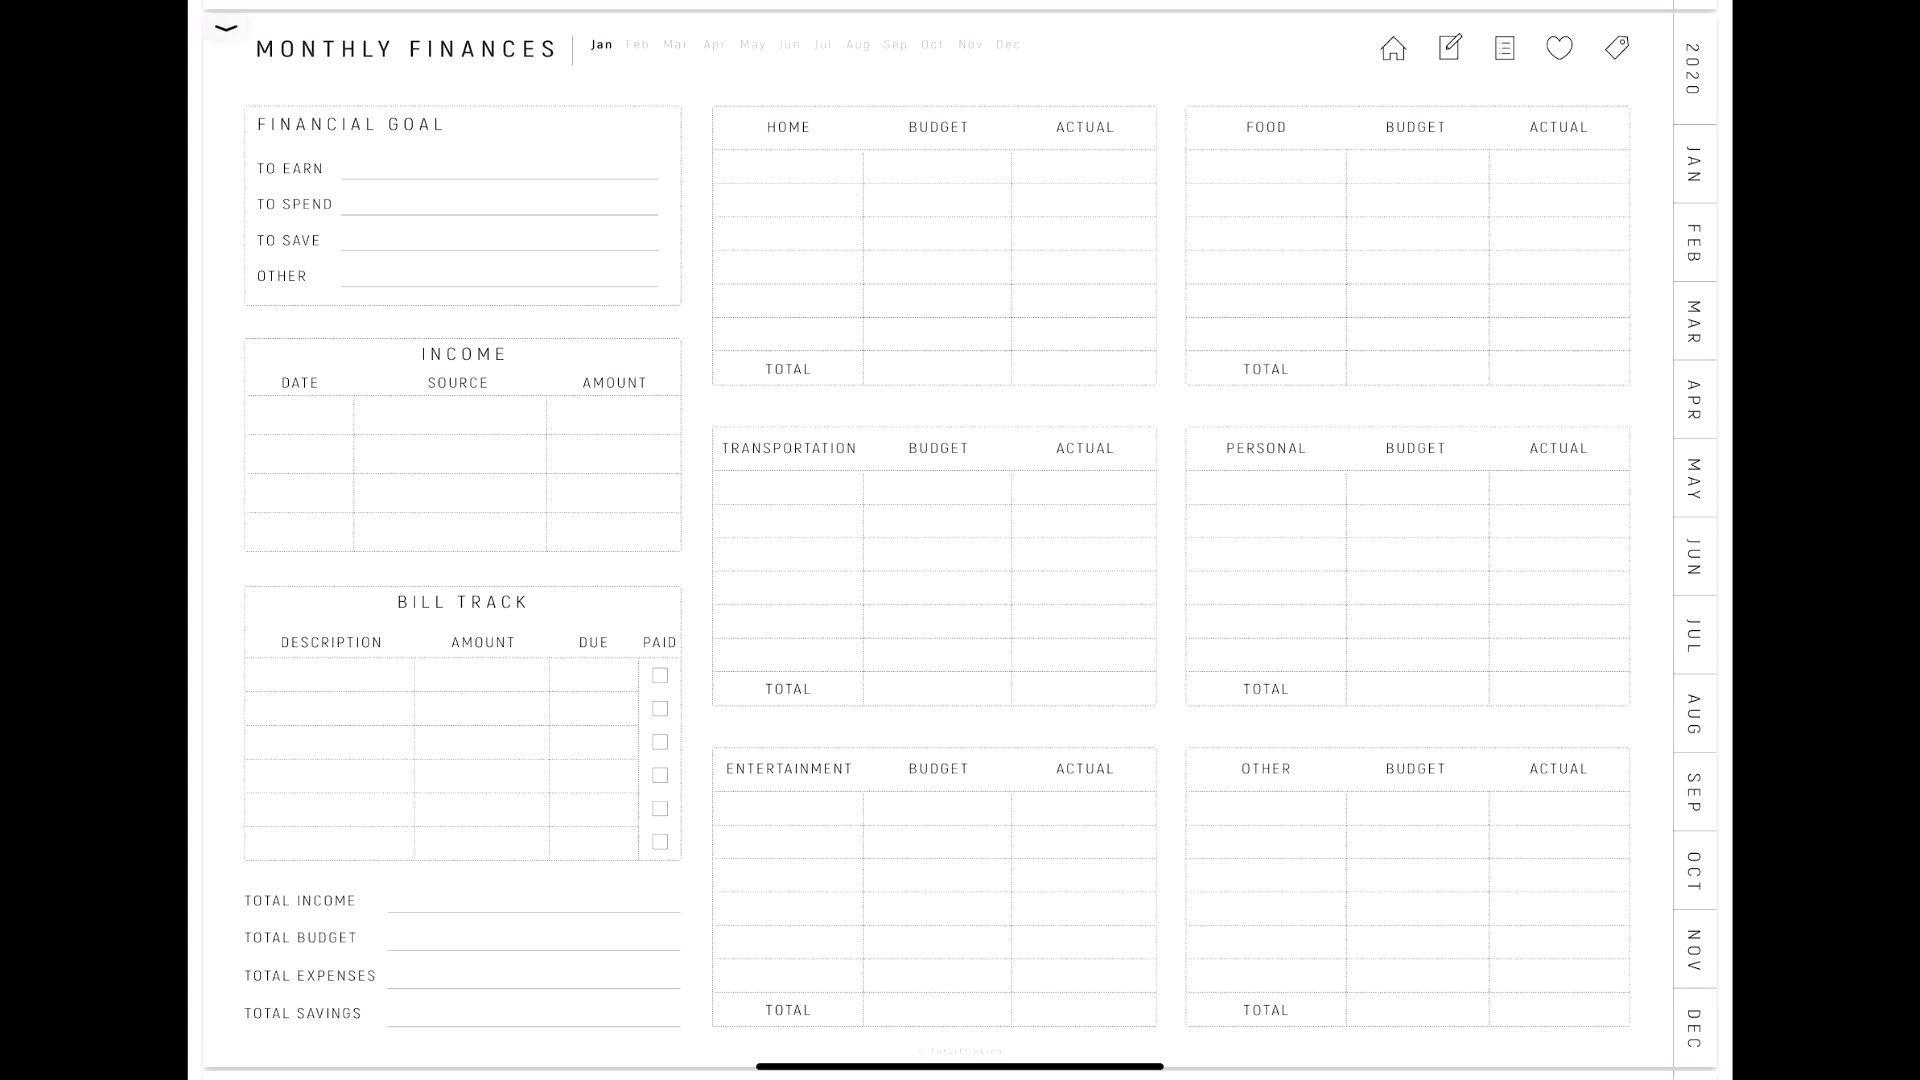 MONTHLY FINANCES
Jan Feb Mar Apr May Jun Jul Aug Sep Oct Nov Dec
FINANCIAL GOAL
TO EARN
TO SPEND
TO SAVE
OTHER
INCOME
DATE SOURCE AMOUNT
BILL TRACK
DESCRIPTION AMOUNT DUE PAID
TOTAL INCOME
TOTAL BUDGET
TOTAL EXPENSES
TOTAL SAVINGS
HOME BUDGET ACTUAL
TOTAL
TRANSPORTATION BUDGET ACTUAL
TOTAL
ENTERTAINMENT BUDGET ACTUAL
TOTAL
FOOD BUDGET ACTUAL
TOTAL
PERSONAL BUDGET ACTUAL
TOTAL
OTHER BUDGET ACTUAL
TOTAL
© ForLittleLion
2020
JAN
FEB
MAR
APR
MAY
JUN
JUL
AUG
SEP
OCT
NOV
DEC